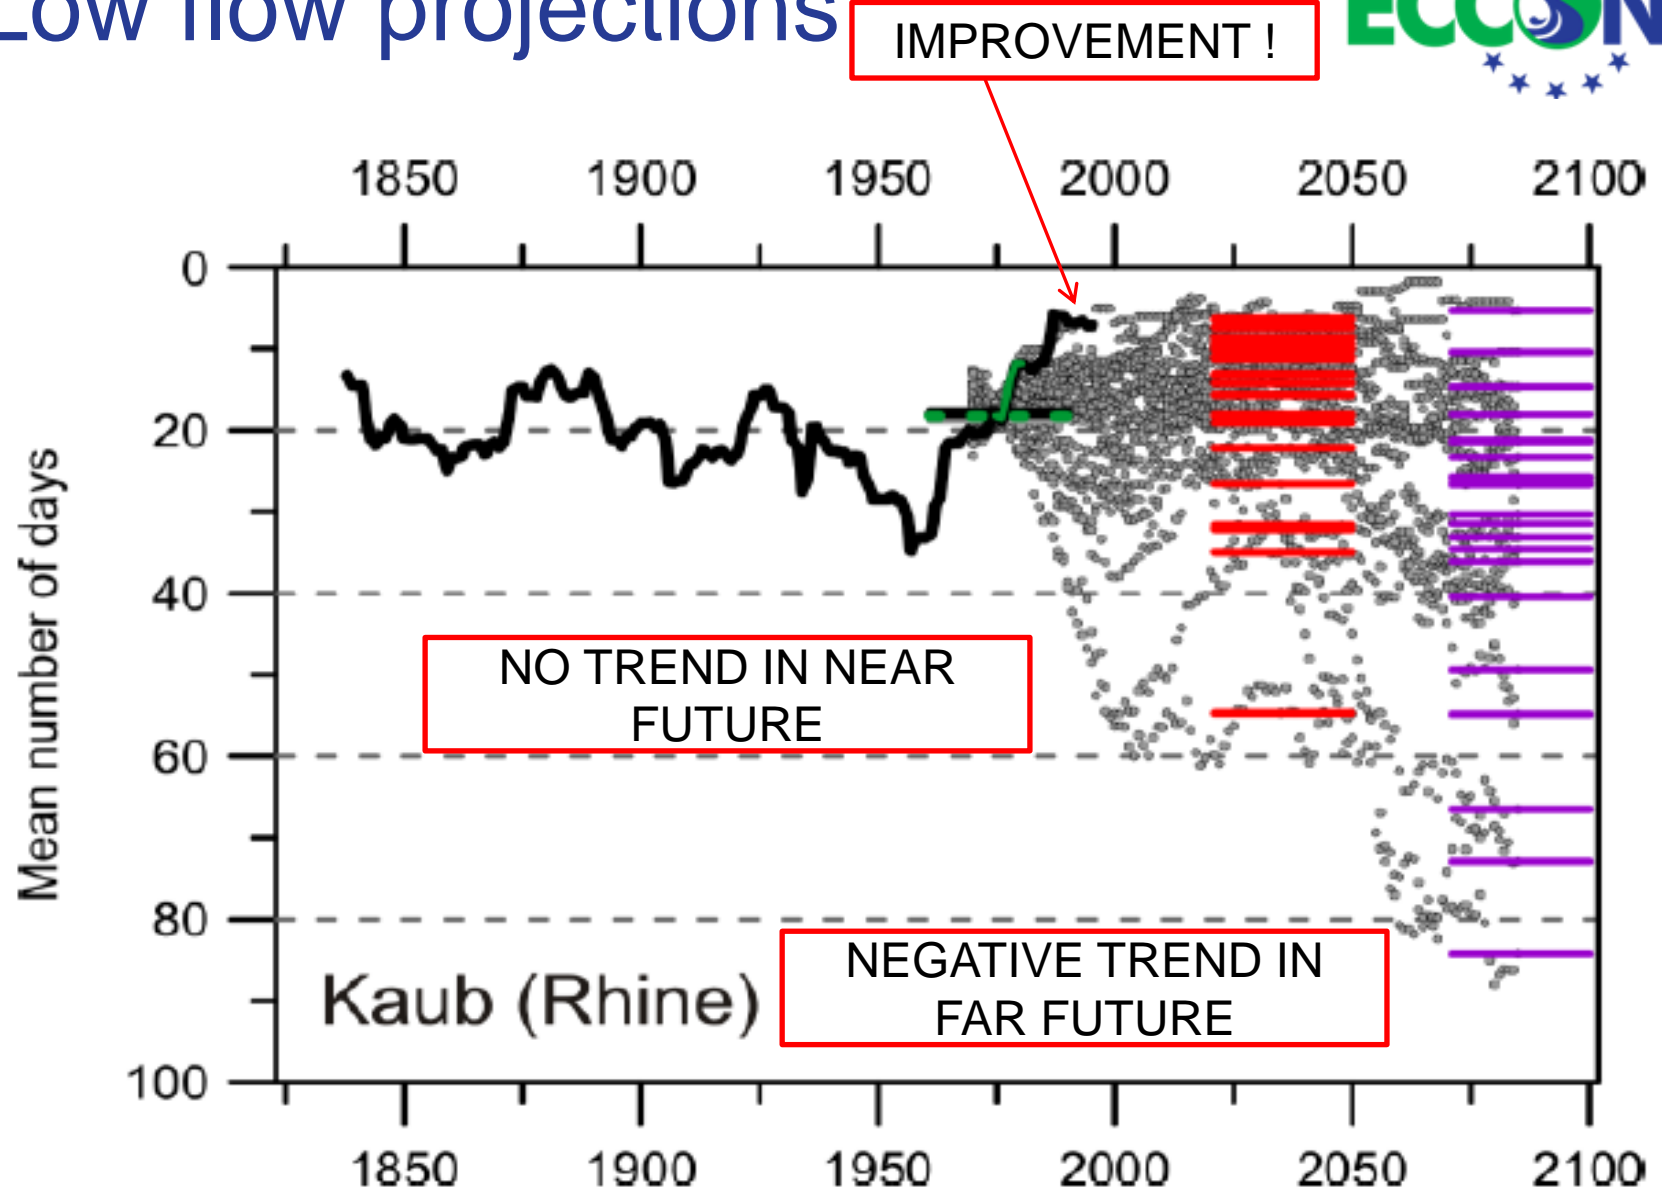 Low flow projections
IMPROVEMENT !
ECCON
1850 1900 1950 2000 2050 2100
0
20
40
60
80
100
Mean number of days
NO TREND IN NEAR
FUTURE
NEGATIVE TREND IN
FAR FUTURE
Kaub (Rhine)
1850 1900 1950 2000 2050 2100